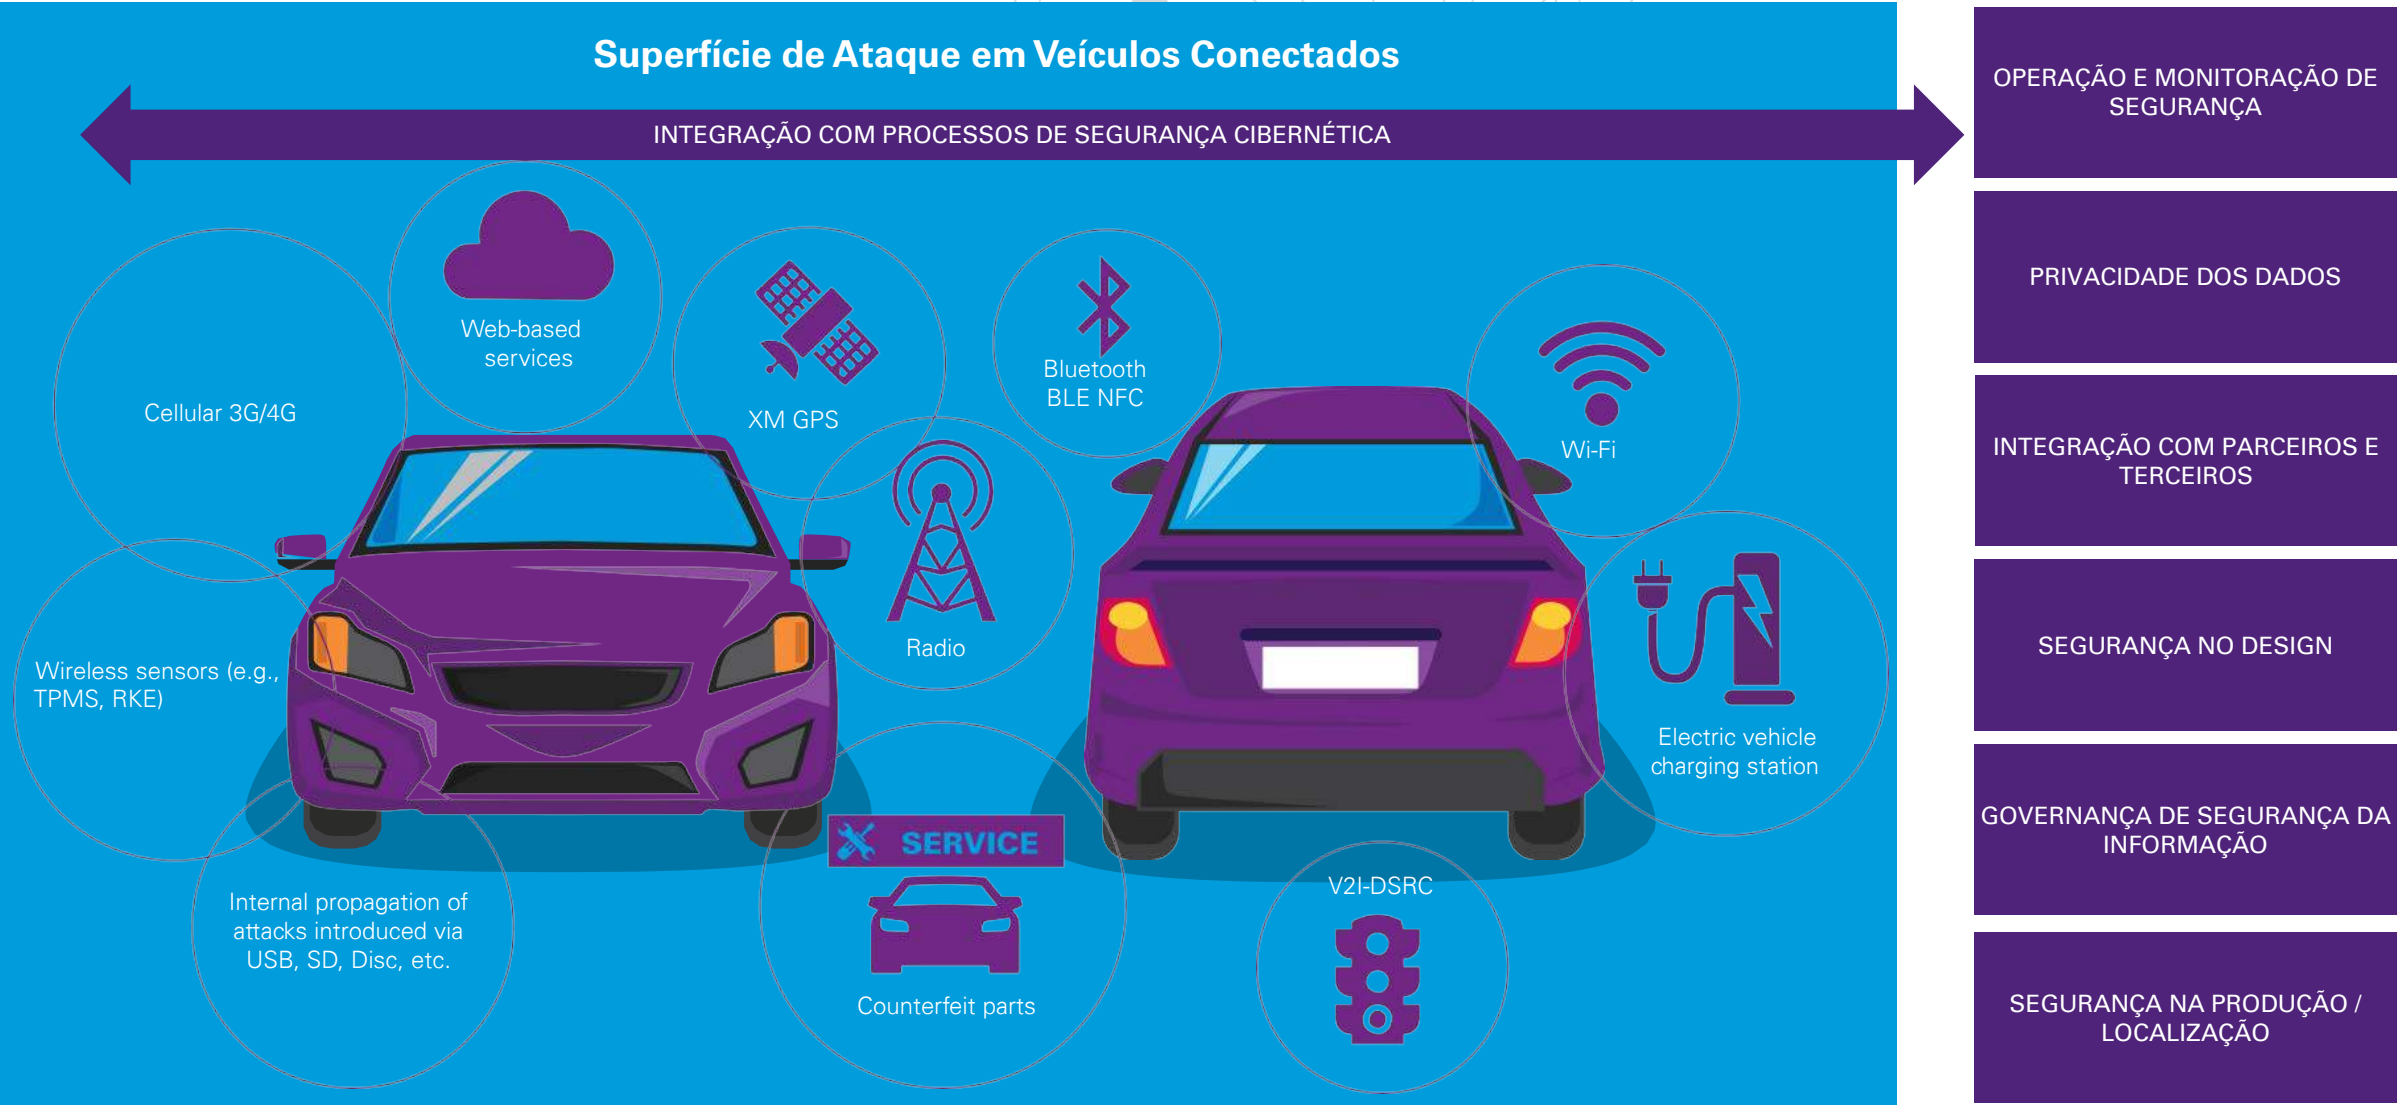 Superfície de Ataque em Veículos Conectados
INTEGRAÇÃO COM PROCESSOS DE SEGURANÇA CIBERNÉTICA
Web-based
services
Cellular 3G/4G
XM GPS
Bluetooth
BLE NFC
Wi-Fi
Radio
Wireless sensors (e.g.,
TPMS, RKE)
Electric vehicle
charging station
SERVICE
Counterfeit parts
Internal propagation of
attacks introduced via
USB, SD, Disc, etc.
V2I-DSRC
OPERAÇÃO E MONITORAÇÃO DE
SEGURANÇA
PRIVACIDADE DOS DADOS
INTEGRAÇÃO COM PARCEIROS E
TERCEIROS
SEGURANÇA NO DESIGN
GOVERNANÇA DE SEGURANÇA DA
INFORMAÇÃO
SEGURANÇA NA PRODUÇÃO /
LOCALIZAÇÃO